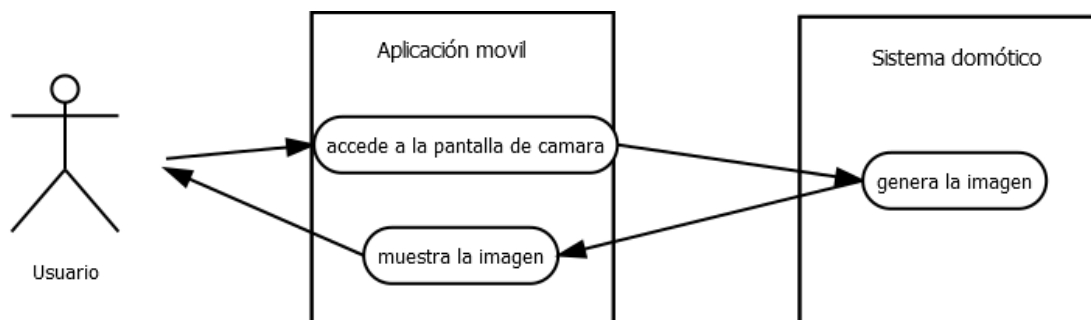 Aplicación movil
Sistema domótico
accede a la pantalla de camara
genera la imagen
muestra la imagen
Usuario